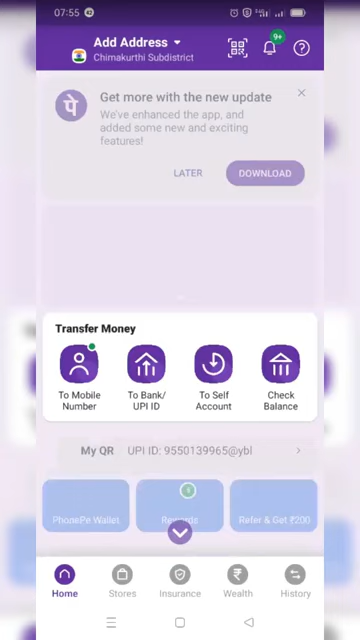 07:55
Add Address
Chimakurthi Subdistrict
9+
पे
Get more with the new update
We've enhanced the app, and
added some new and exciting
features!
LATER
DOWNLOAD
Transfer Money
To Mobile
Number
To Bank/
UPI ID
To Self
Account
Check
Balance
My QR
UPI ID: 9550139965@ybl
PhonePe Wallet
Rewards
Refer & Get ₹200
Home
Stores
Insurance
Wealth
History